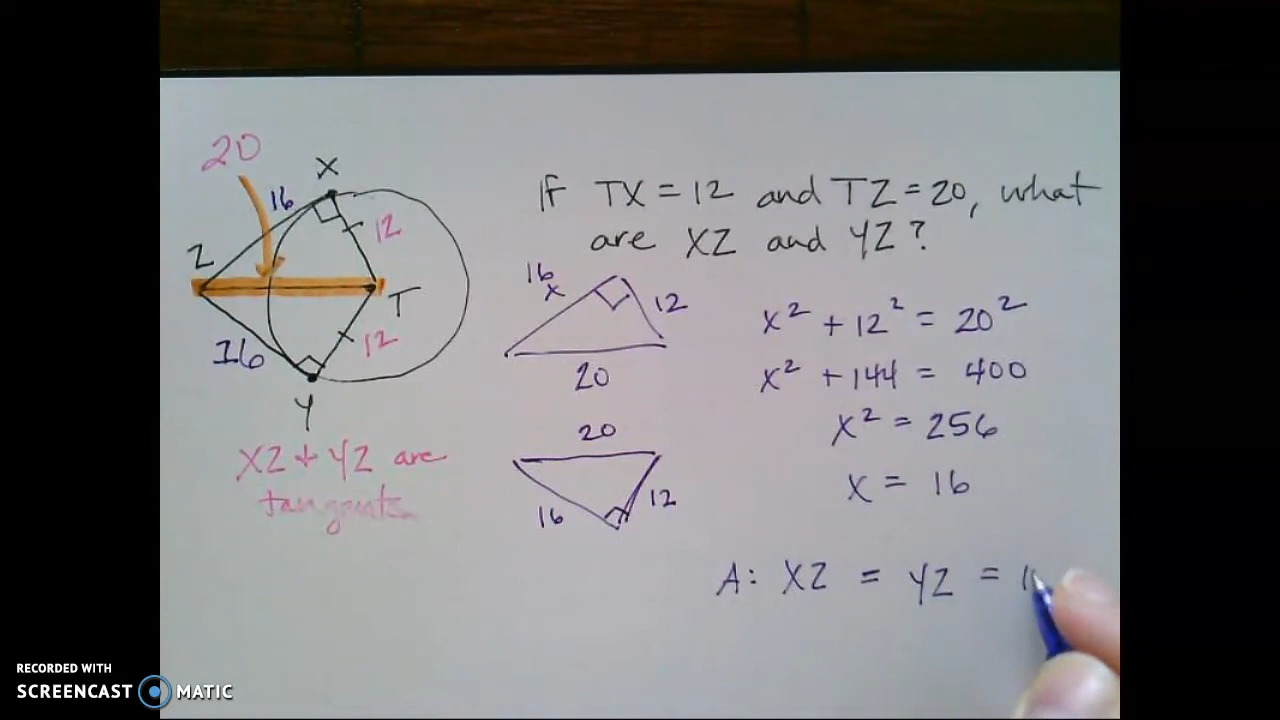 20
X
16
12
Z
T
12
16
Y
XZ + YZ are
tangents.
If TX = 12 and TZ = 20, what
are XZ and YZ?
16
x
12
20
20
16
12
x² + 12² = 20²
x² + 144 = 400
x² = 256
x = 16
A: XZ = YZ = 1
RECORDED WITH
SCREENCAST MATIC